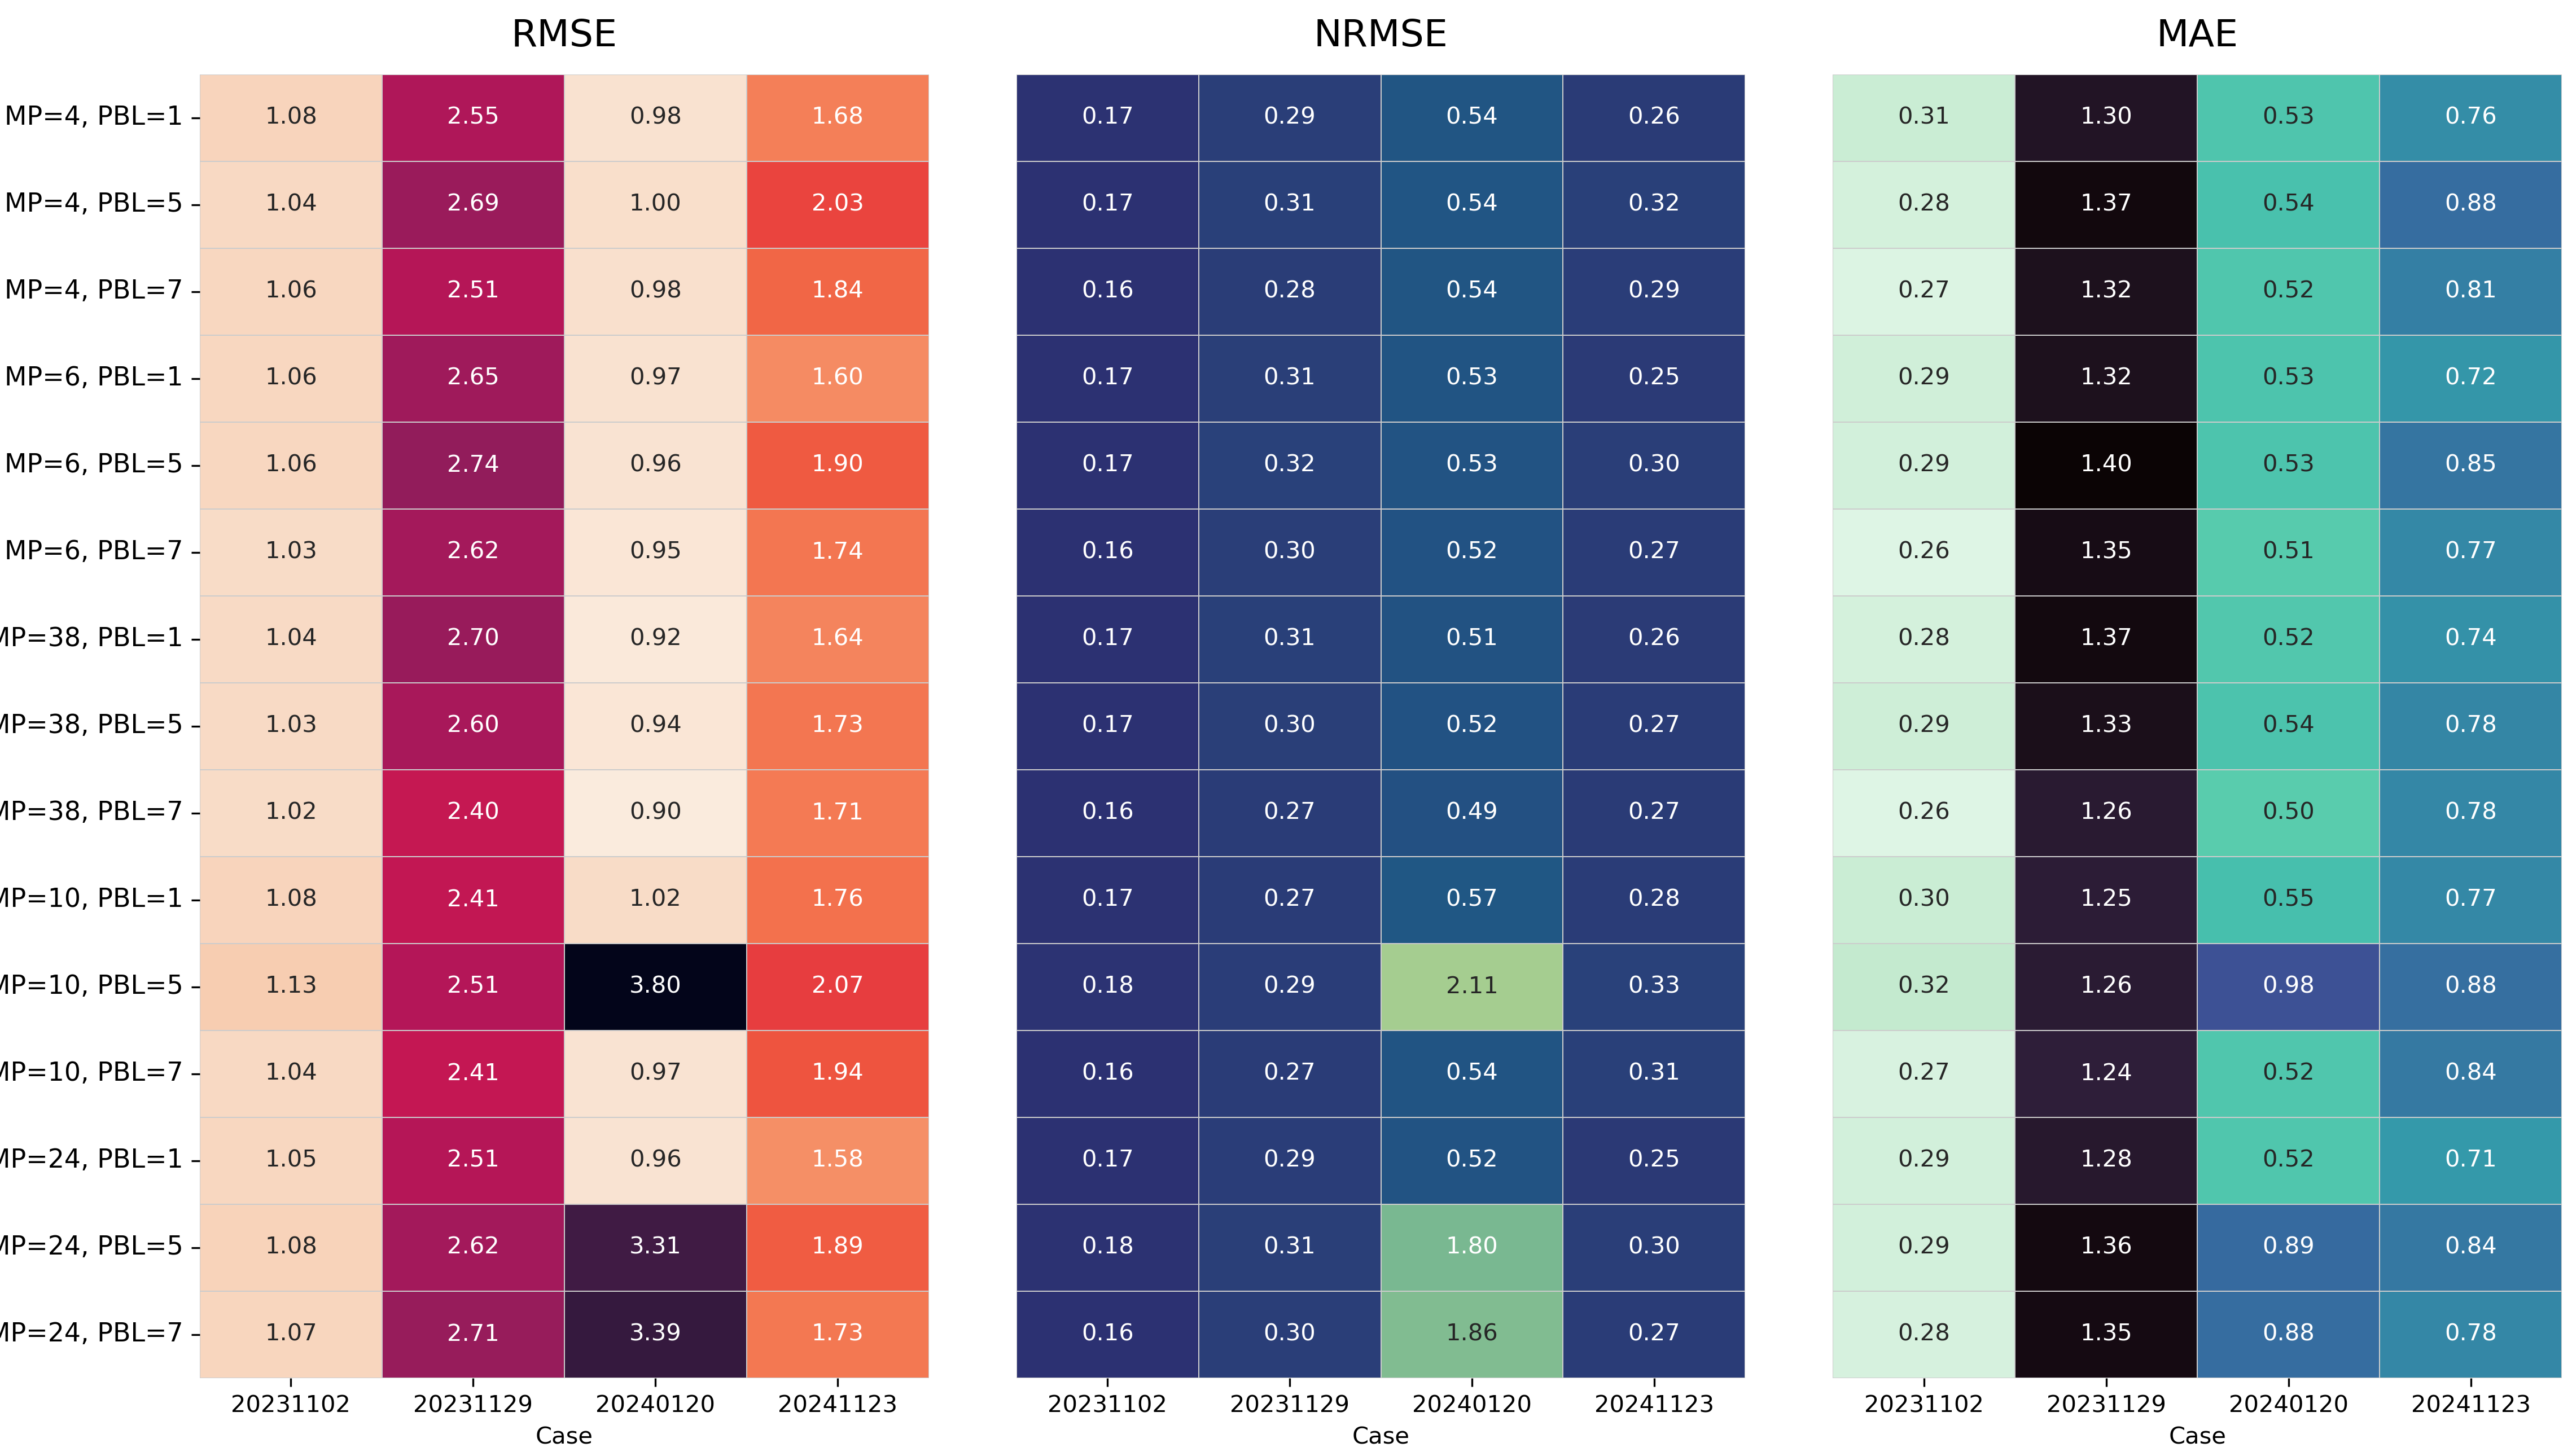 RMSE NRMSE MAE
MP=4, PBL=1 1.08 2.55 0.98 1.68 0.17 0.29 0.54 0.26 0.31 1.30 0.53 0.76
MP=4, PBL=5 1.04 2.69 1.00 2.03 0.17 0.31 0.54 0.32 0.28 1.37 0.54 0.88
MP=4, PBL=7 1.06 2.51 0.98 1.84 0.16 0.28 0.54 0.29 0.27 1.32 0.52 0.81
MP=6, PBL=1 1.06 2.65 0.97 1.60 0.17 0.31 0.53 0.25 0.29 1.32 0.53 0.72
MP=6, PBL=5 1.06 2.74 0.96 1.90 0.17 0.32 0.53 0.30 0.29 1.40 0.53 0.85
MP=6, PBL=7 1.03 2.62 0.95 1.74 0.16 0.30 0.52 0.27 0.26 1.35 0.51 0.77
MP=38, PBL=1 1.04 2.70 0.92 1.64 0.17 0.31 0.51 0.26 0.28 1.37 0.52 0.74
MP=38, PBL=5 1.03 2.60 0.94 1.73 0.17 0.30 0.52 0.27 0.29 1.33 0.54 0.78
MP=38, PBL=7 1.02 2.40 0.90 1.71 0.16 0.27 0.49 0.27 0.26 1.26 0.50 0.78
MP=10, PBL=1 1.08 2.41 1.02 1.76 0.17 0.27 0.57 0.28 0.30 1.25 0.55 0.77
MP=10, PBL=5 1.13 2.51 3.80 2.07 0.18 0.29 2.11 0.33 0.32 1.26 0.98 0.88
MP=10, PBL=7 1.04 2.41 0.97 1.94 0.16 0.27 0.54 0.31 0.27 1.24 0.52 0.84
MP=24, PBL=1 1.05 2.51 0.96 1.58 0.17 0.29 0.52 0.25 0.29 1.28 0.52 0.71
MP=24, PBL=5 1.08 2.62 3.31 1.89 0.18 0.31 1.80 0.30 0.29 1.36 0.89 0.84
MP=24, PBL=7 1.07 2.71 3.39 1.73 0.16 0.30 1.86 0.27 0.28 1.35 0.88 0.78
20231102 20231129 20240120 20241123 20231102 20231129 20240120 20241123 20231102 20231129 20240120 20241123
Case Case Case